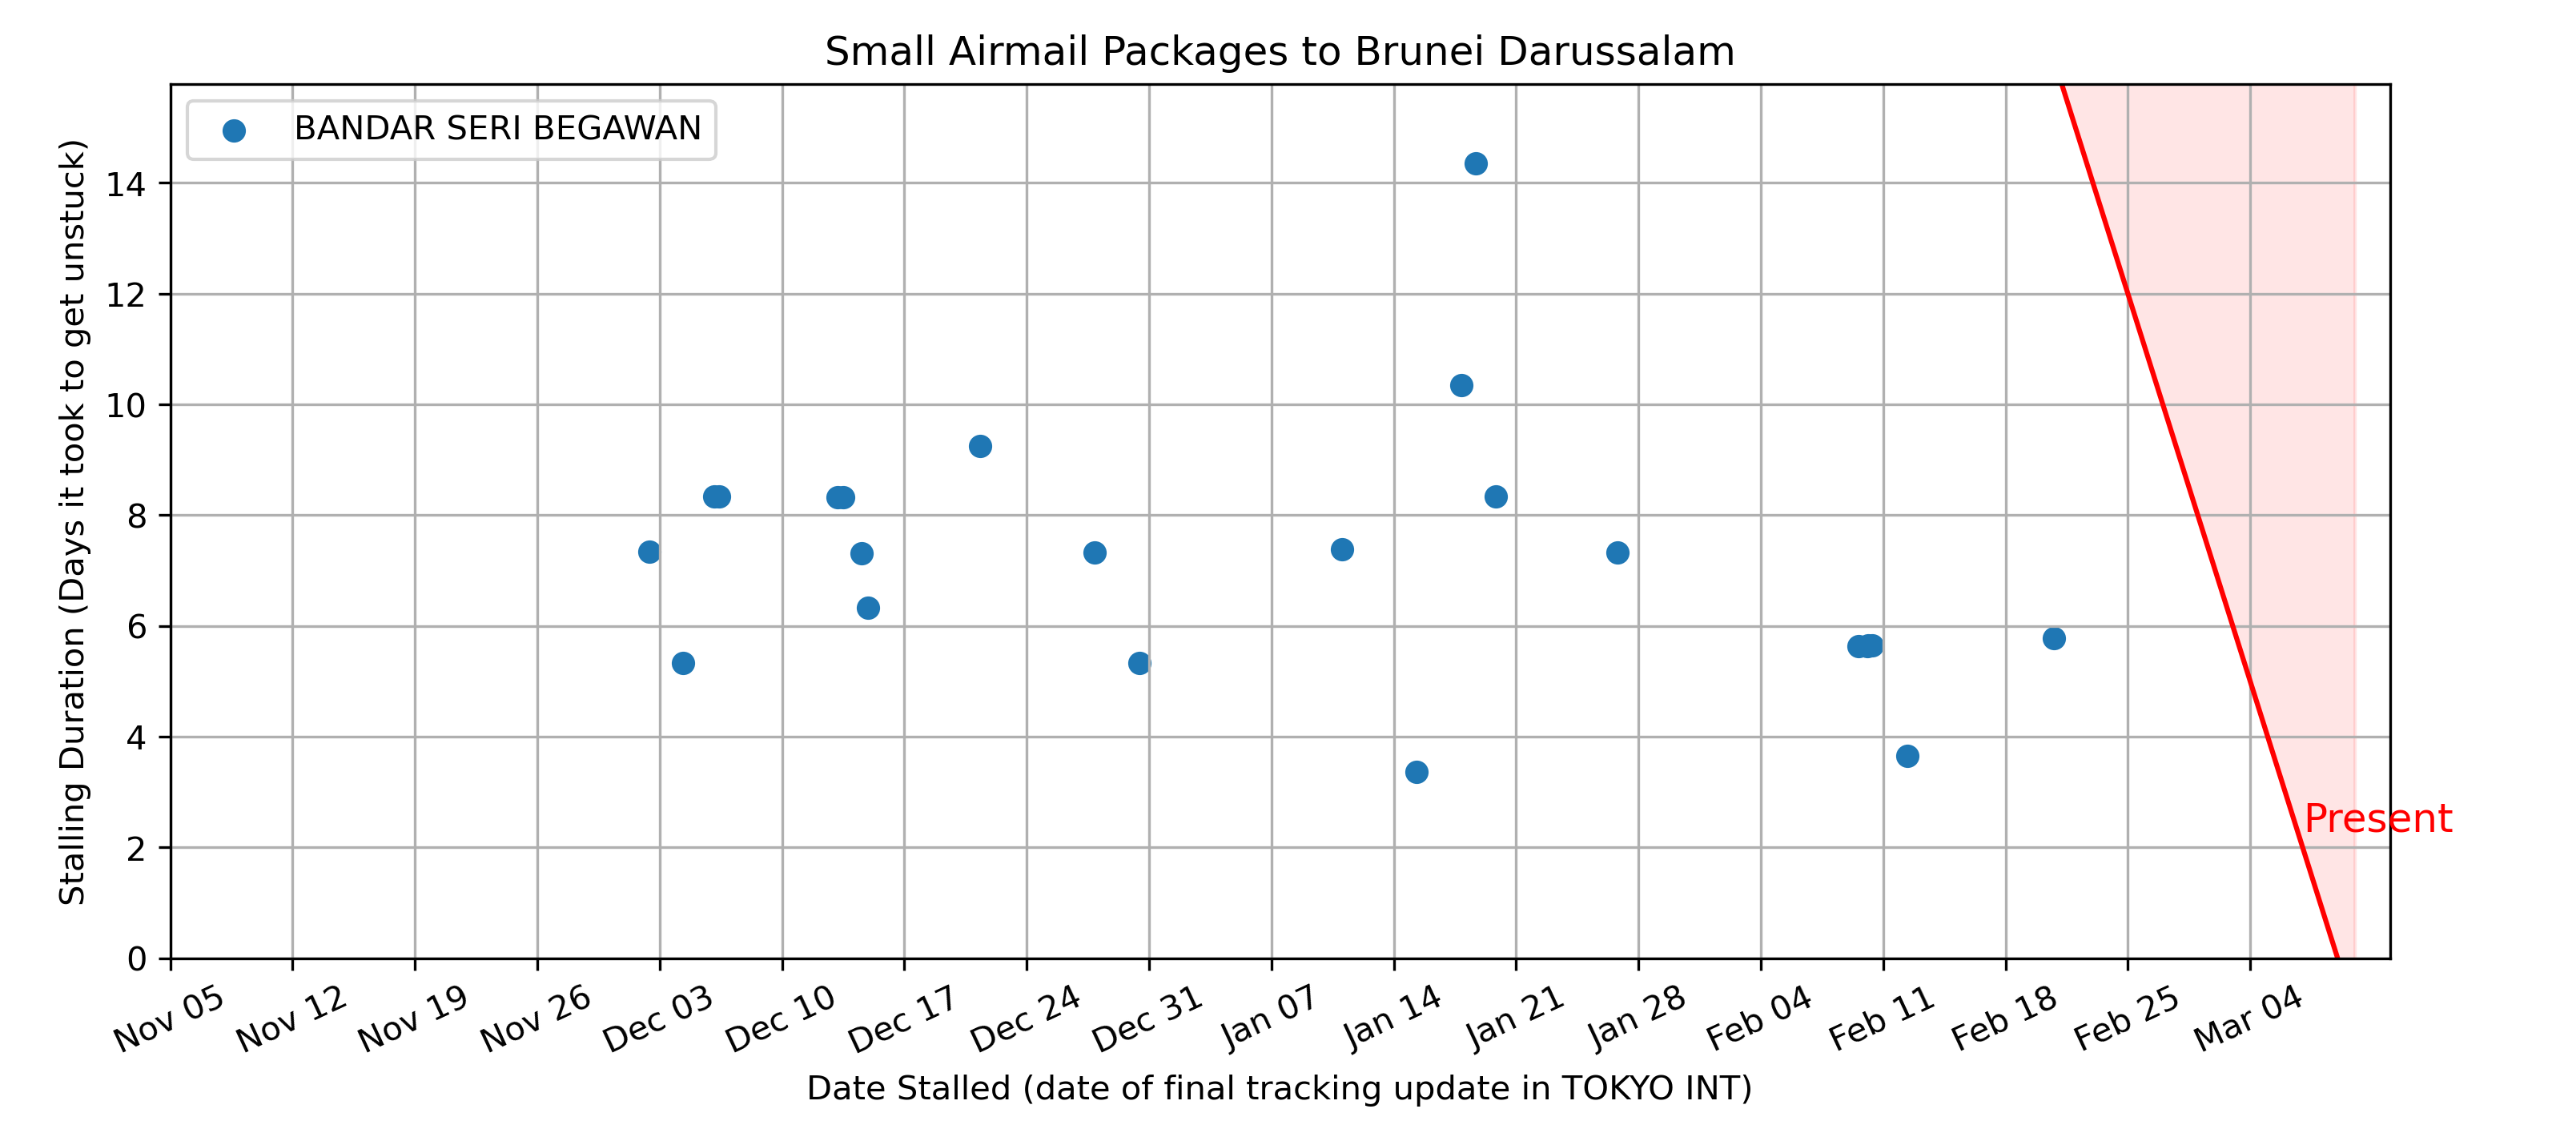 Small Airmail Packages to Brunei Darussalam
BANDAR SERI BEGAWAN
Stalling Duration (Days it took to get unstuck)
14
12
10
8
6
4
2
0
Present
Nov 05
Nov 12
Nov 19
Nov 26
Dec 03
Dec 10
Dec 17
Dec 24
Dec 31
Jan 07
Jan 14
Jan 21
Jan 28
Feb 04
Feb 11
Feb 18
Feb 25
Mar 04
Date Stalled (date of final tracking update in TOKYO INT)